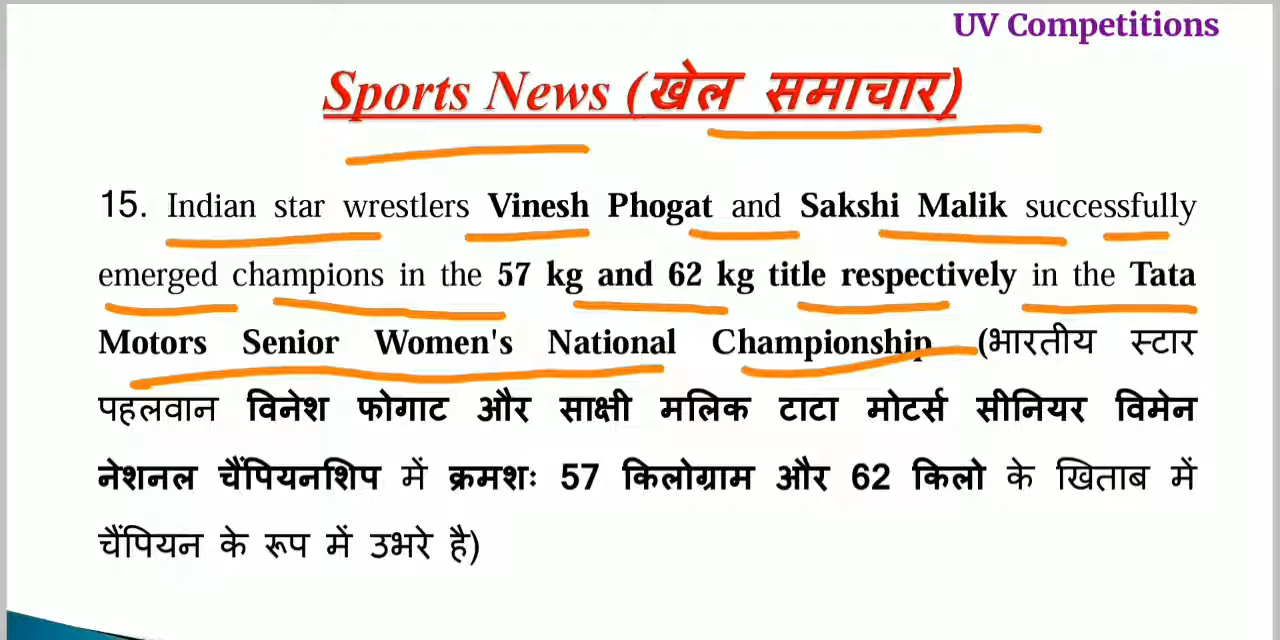 UV Competitions
Sports News (खेल समाचार)
15. Indian star wrestlers Vinesh Phogat and Sakshi Malik successfully
emerged champions in the 57 kg and 62 kg title respectively in the Tata
Motors Senior Women's National Championship (भारतीय स्टार
पहलवान विनेश फोगाट और साक्षी मलिक टाटा मोटर्स सीनियर विमेन
नेशनल चैंपियनशिप में क्रमशः 57 किलोग्राम और 62 किलो के खिताब में
चैंपियन के रूप में उभरे है)